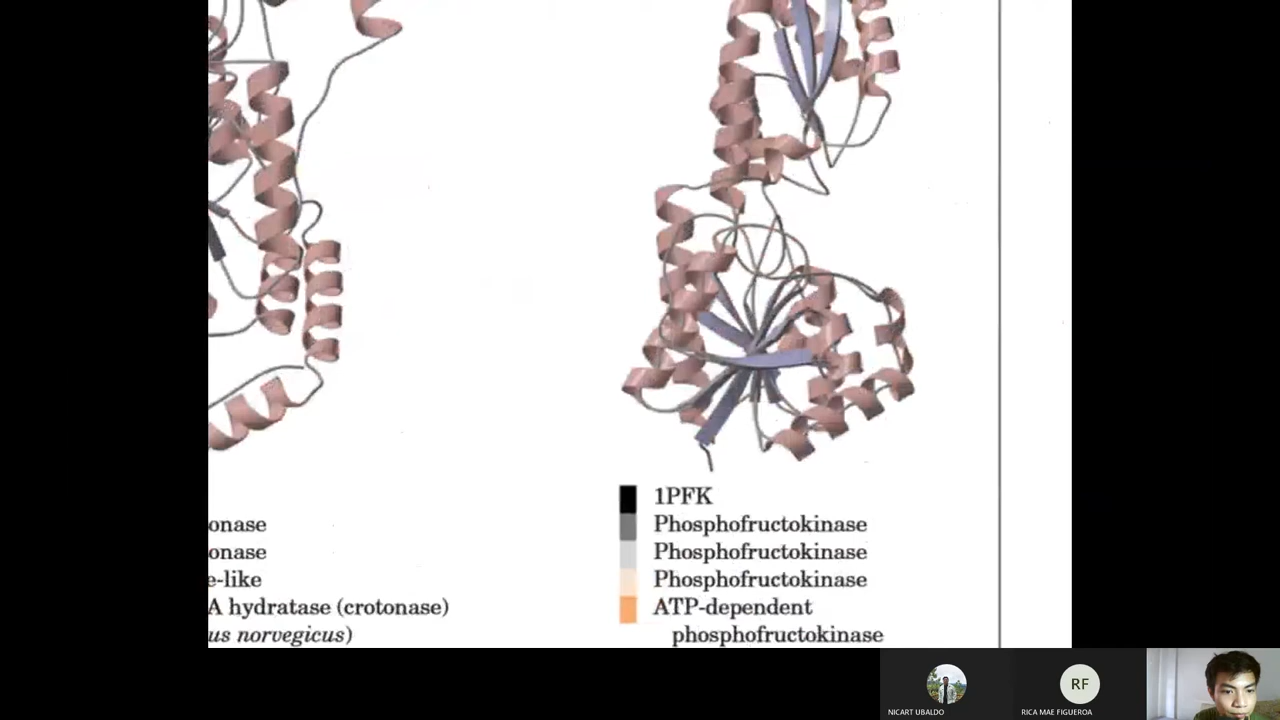 1PFK
onase
Phosphofructokinase
onase
Phosphofructokinase
e-like
Phosphofructokinase
A hydratase (crotonase)
ATP-dependent
us norvegicus)
phosphofructokinase
RF
NICART UBALDO
RICA MAE FIGUEROA